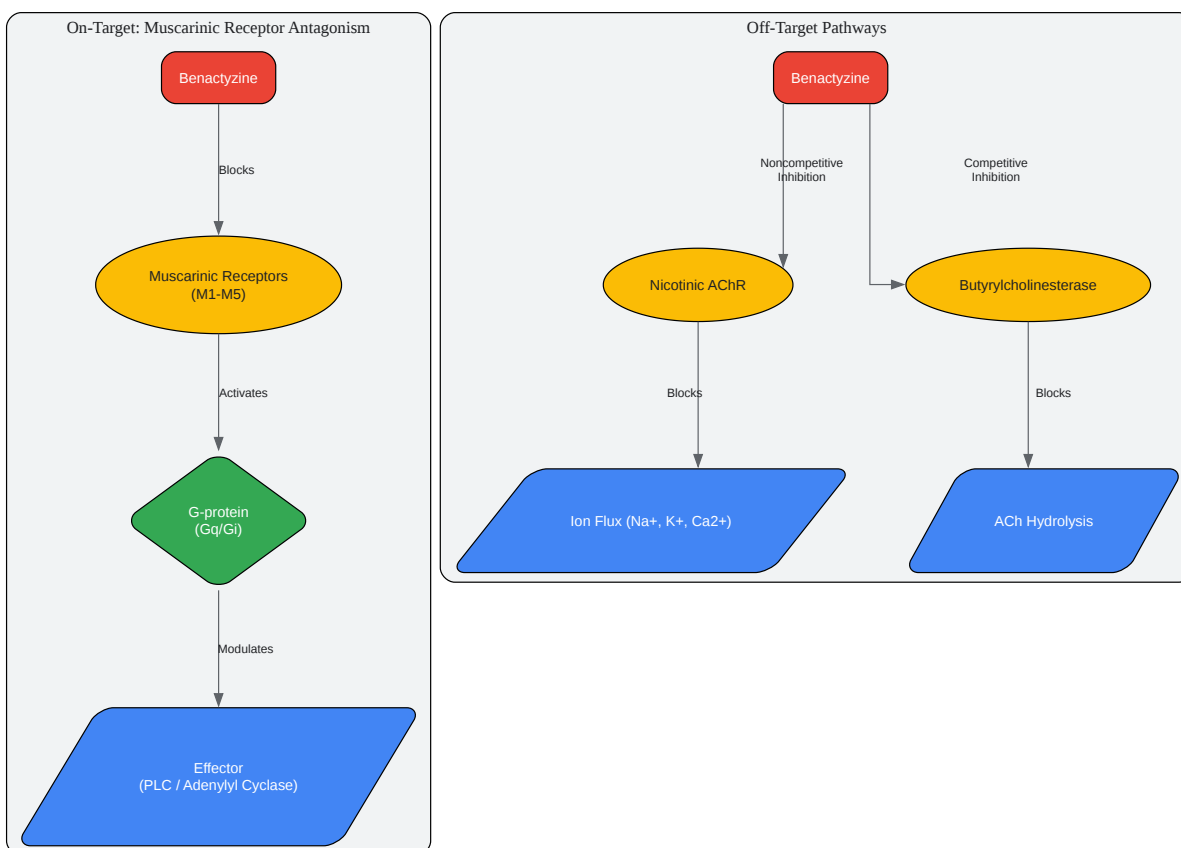 On-Target: Muscarinic Receptor Antagonism
Benactyzine
Blocks
Muscarinic Receptors
(M1-M5)
Activates
G-protein
(Gq/Gi)
Modulates
Effector
(PLC / Adenylyl Cyclase)
Off-Target Pathways
Benactyzine
Noncompetitive
Inhibition
Competitive
Inhibition
Nicotinic AChR
Butyrylcholinesterase
Blocks
Blocks
Ion Flux (Na+, K+, Ca2+)
ACh Hydrolysis